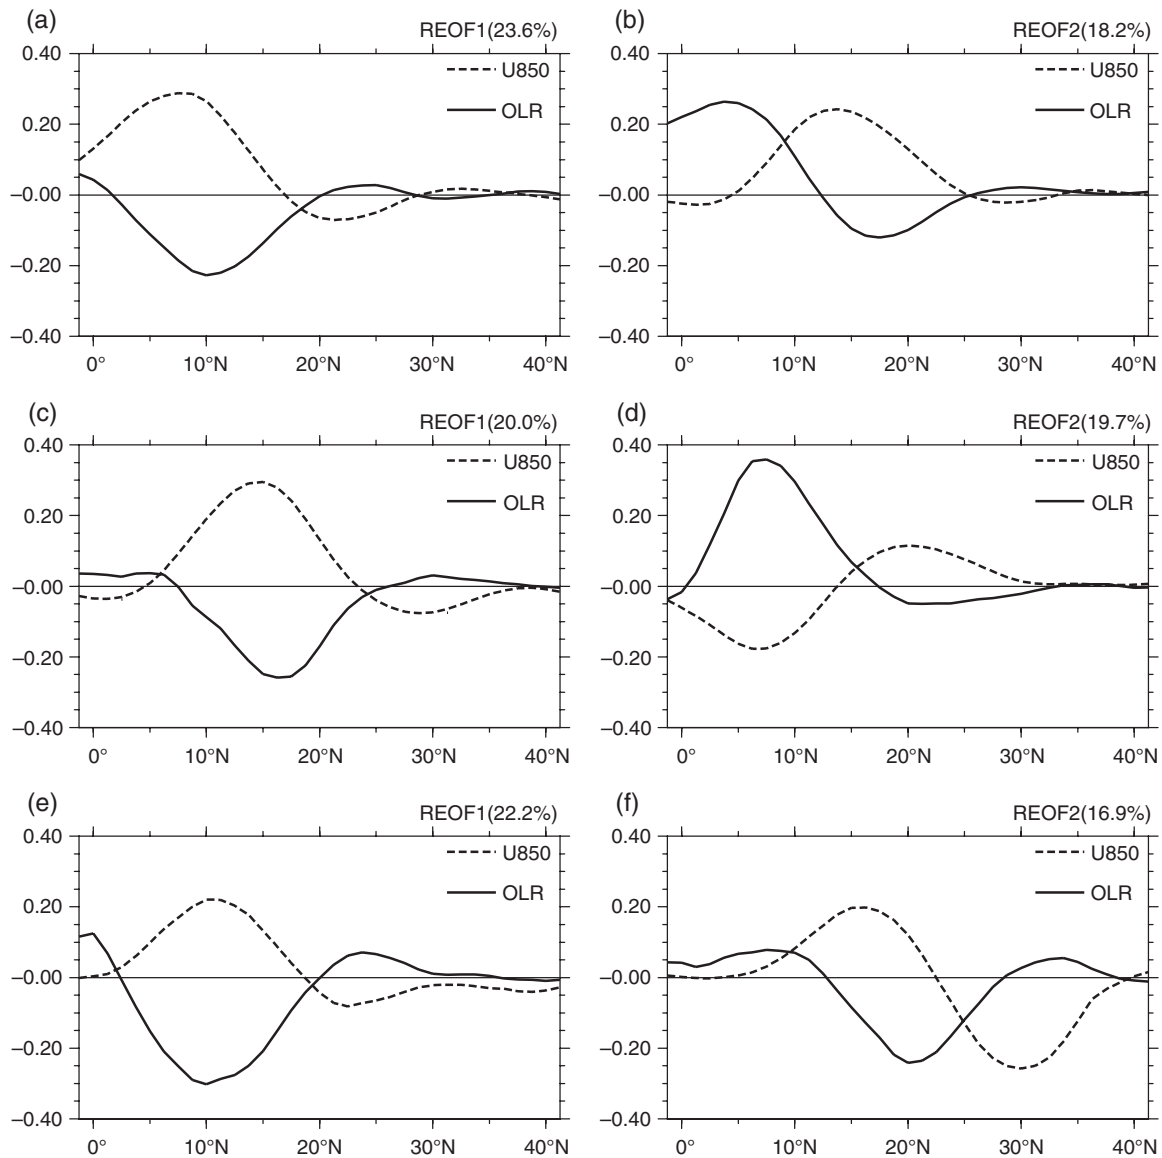 (a) REOF1(23.6%)
0.40
0.20
−0.00
−0.20
−0.40
U850
OLR
0° 10°N 20°N 30°N 40°N
(b) REOF2(18.2%)
0.40
0.20
−0.00
−0.20
−0.40
U850
OLR
0° 10°N 20°N 30°N 40°N
(c) REOF1(20.0%)
0.40
0.20
−0.00
−0.20
−0.40
U850
OLR
0° 10°N 20°N 30°N 40°N
(d) REOF2(19.7%)
0.40
0.20
−0.00
−0.20
−0.40
U850
OLR
0° 10°N 20°N 30°N 40°N
(e) REOF1(22.2%)
0.40
0.20
−0.00
−0.20
−0.40
U850
OLR
0° 10°N 20°N 30°N 40°N
(f) REOF2(16.9%)
0.40
0.20
−0.00
−0.20
−0.40
U850
OLR
0° 10°N 20°N 30°N 40°N